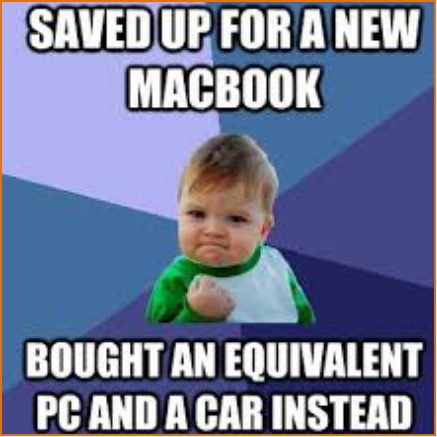 SAVED UP FOR A NEW
MACBOOK
BOUGHT AN EQUIVALENT
PC AND A CAR INSTEAD